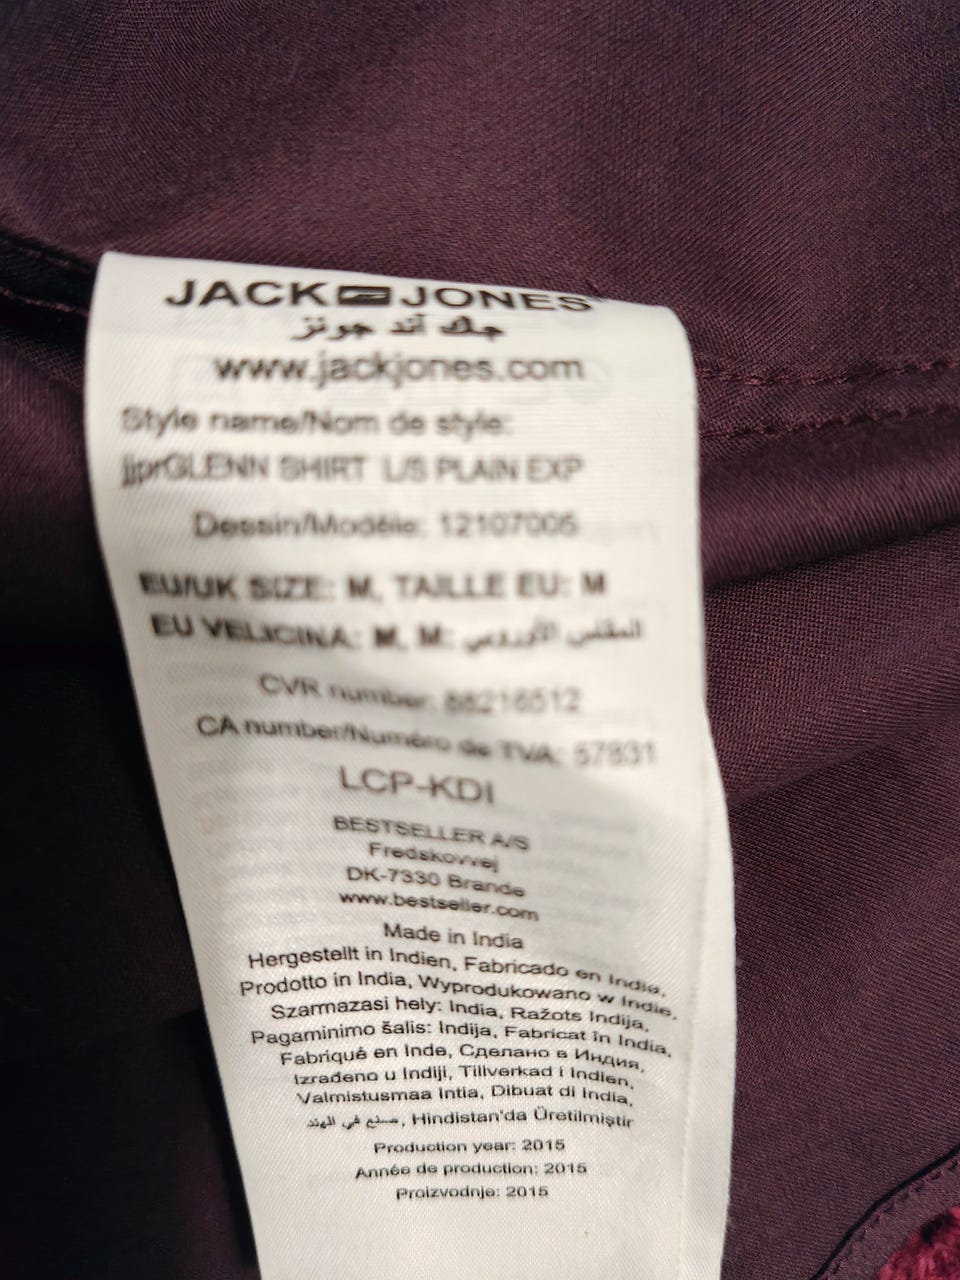 JACK JONES
جاك آند جونز
www.jackjones.com
Style name/Nom de style:
jjprGLENN SHIRT L/S PLAIN EXP
Dessin/Modèle: 12107006
EU/UK SIZE: M, TAILLE EU: M
EU VELICINA: M, M: المقاس الأوروبي
CVR number: 88216512
CA number/Numéro de TVA: 57831
LCP-KDI
BESTSELLER A/S
Fredskovvej
DK-7330 Brande
www.bestseller.com
Made in India
Hergestellt in Indien, Fabricado en India,
Prodotto in India, Wyprodukowano w Indie,
Szarmazasi hely: India, Ražots Indija,
Pagaminimo šalis: Indija, Fabricat în India,
Fabriqué en Inde, Сделано в Индия,
Izrađeno u Indiji, Tillverkad i Indien,
Valmistusmaa Intia, Dibuat di India,
صنع في الهند, Hindistan'da Üretilmiştir
Production year: 2015
Année de production: 2015
Proizvodnje: 2015